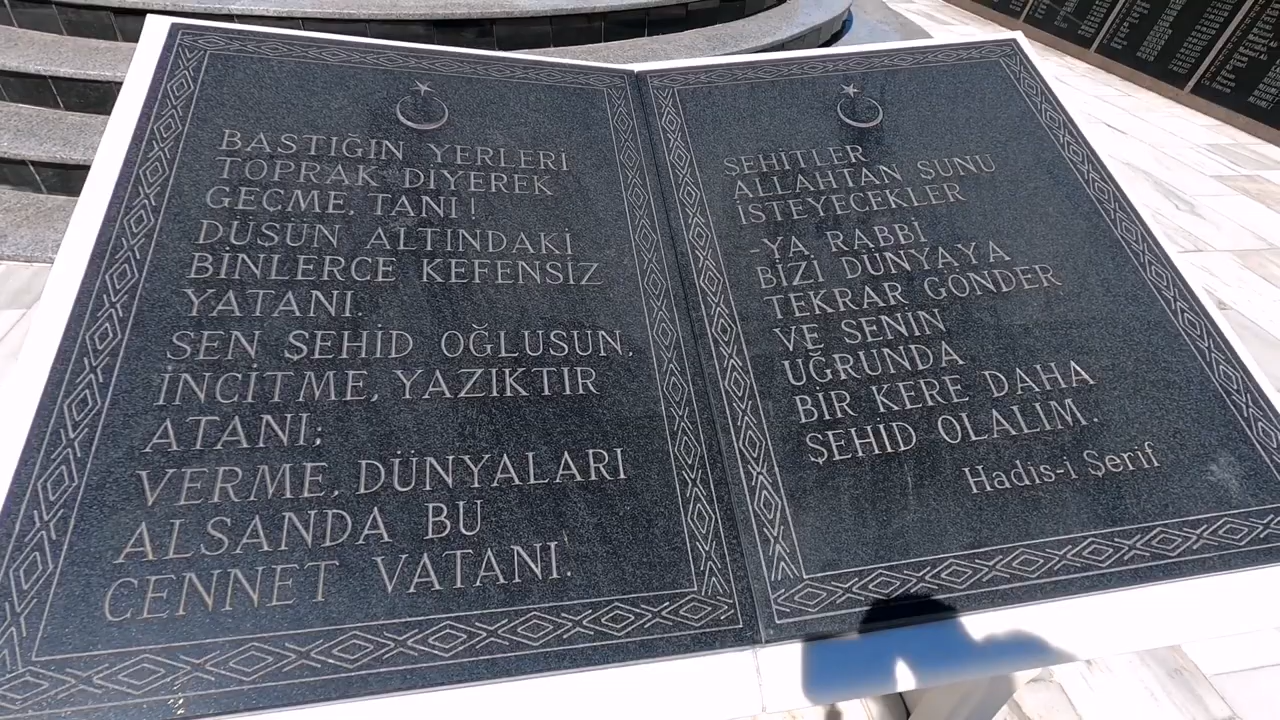 BASTIĞIN YERLERİ
TOPRAK DİYEREK
GEÇME, TANI!
DÜŞÜN ALTINDAKİ
BİNLERCE KEFENSİZ
YATANI.
SEN ŞEHİD OĞLUSUN,
İNCİTME, YAZIKTIR
ATANI;
VERME, DÜNYALARI
ALSANDA BU
CENNET VATANI.
ŞEHİTLER
ALLAHTAN ŞUNU
İSTEYECEKLER
-YA RABBİ
BİZİ DÜNYAYA
TEKRAR GÖNDER
VE SENİN
UĞRUNDA
BİR KERE DAHA
ŞEHİD OLALIM.
Hadis-i Şerif